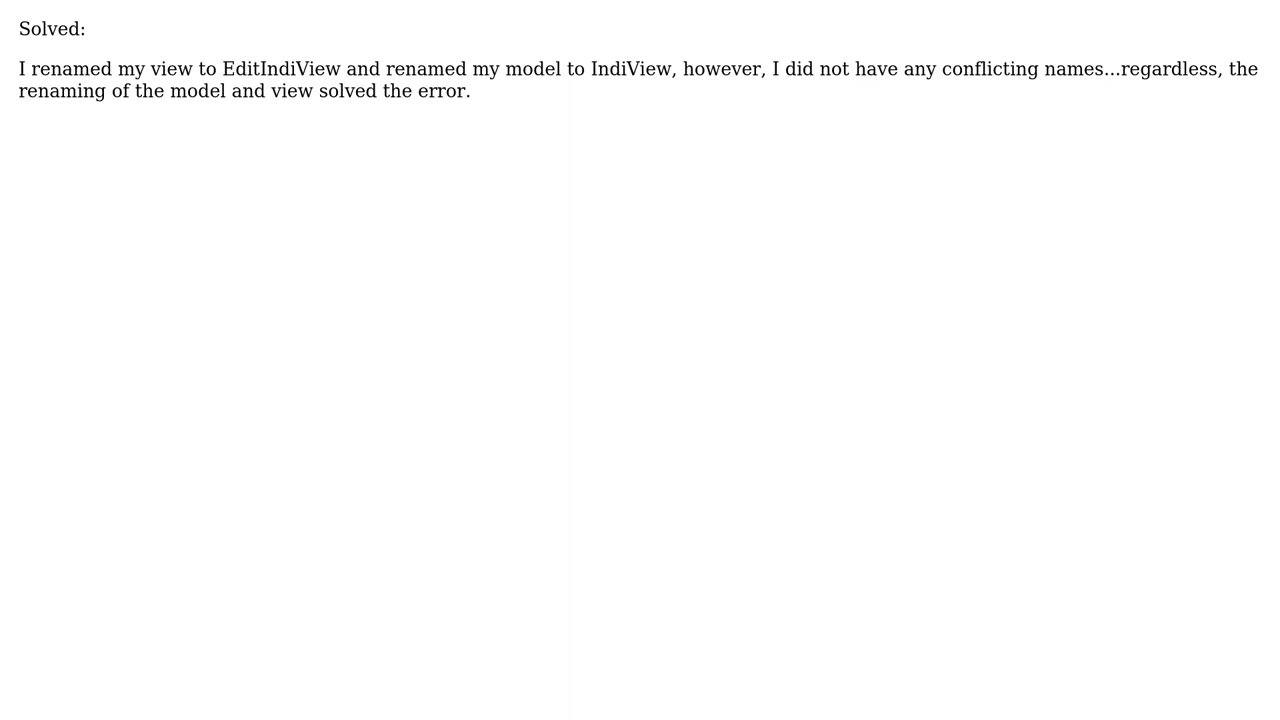 Solved:
I renamed my view to EditIndiView and renamed my model to IndiView, however, I did not have any conflicting names...regardless, the
renaming of the model and view solved the error.